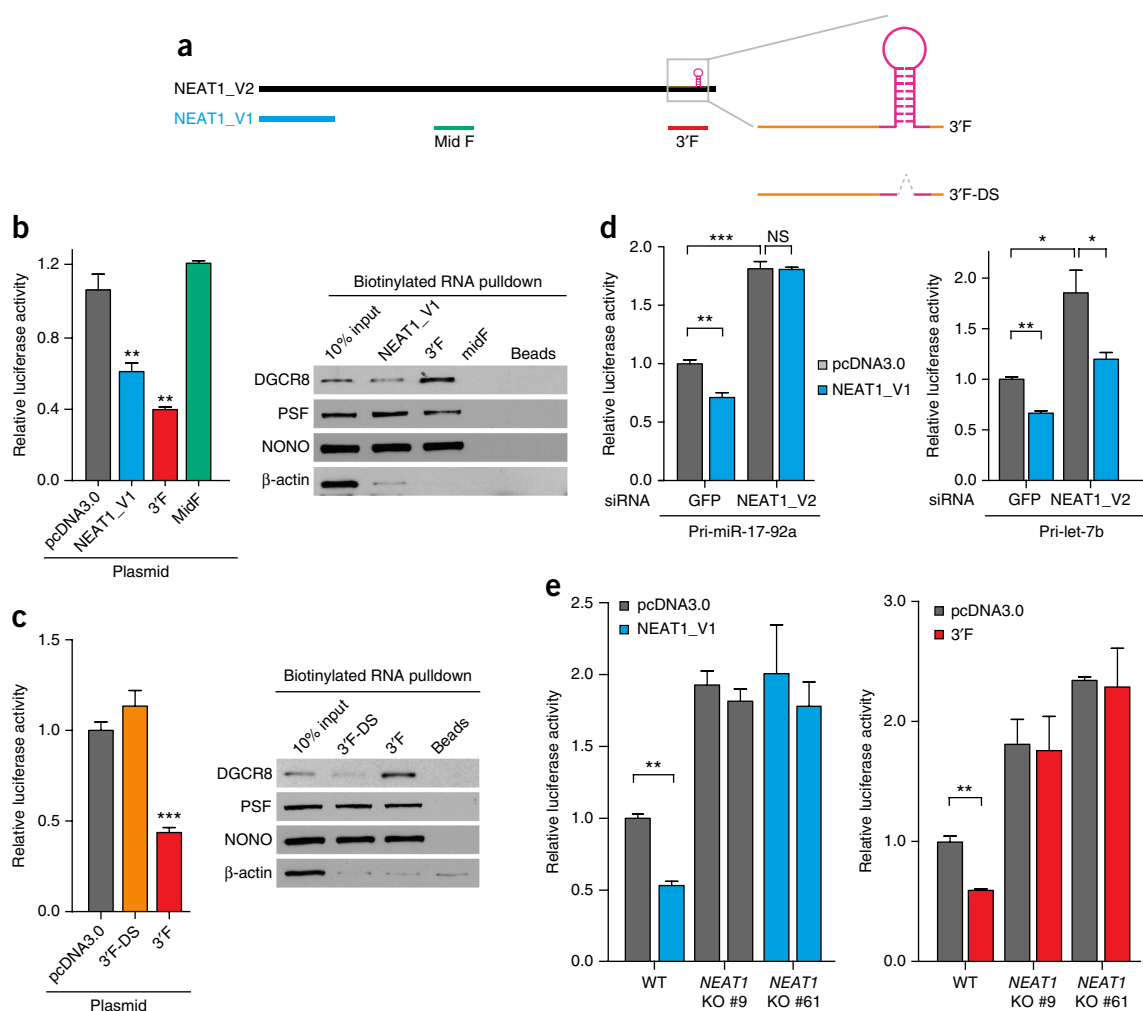 a
NEAT1_V2
NEAT1_V1
Mid F
3′F
3′F
3′F-DS
b
Relative luciferase activity
1.2
0.8
0.4
0.0
**
**
pcDNA3.0
NEAT1_V1
3′F
MidF
Plasmid
Biotinylated RNA pulldown
10% input
NEAT1_V1
3′F
midF
Beads
DGCR8
PSF
NONO
β-actin
d
Relative luciferase activity
2.0
1.5
1.0
0.5
0.0
***
NS
**
siRNA
GFP
NEAT1_V2
Pri-miR-17-92a
pcDNA3.0
NEAT1_V1
Relative luciferase activity
2.0
1.5
1.0
0.5
0.0
*
*
**
siRNA
GFP
NEAT1_V2
Pri-let-7b
c
Relative luciferase activity
1.5
1.0
0.5
0.0
***
pcDNA3.0
3′F-DS
3′F
Plasmid
Biotinylated RNA pulldown
10% input
3′F-DS
3′F
Beads
DGCR8
PSF
NONO
β-actin
e
Relative luciferase activity
2.5
2.0
1.5
1.0
0.5
0.0
pcDNA3.0
NEAT1_V1
**
WT
NEAT1
KO #9
NEAT1
KO #61
Relative luciferase activity
3.0
2.0
1.0
0.0
pcDNA3.0
3′F
**
WT
NEAT1
KO #9
NEAT1
KO #61